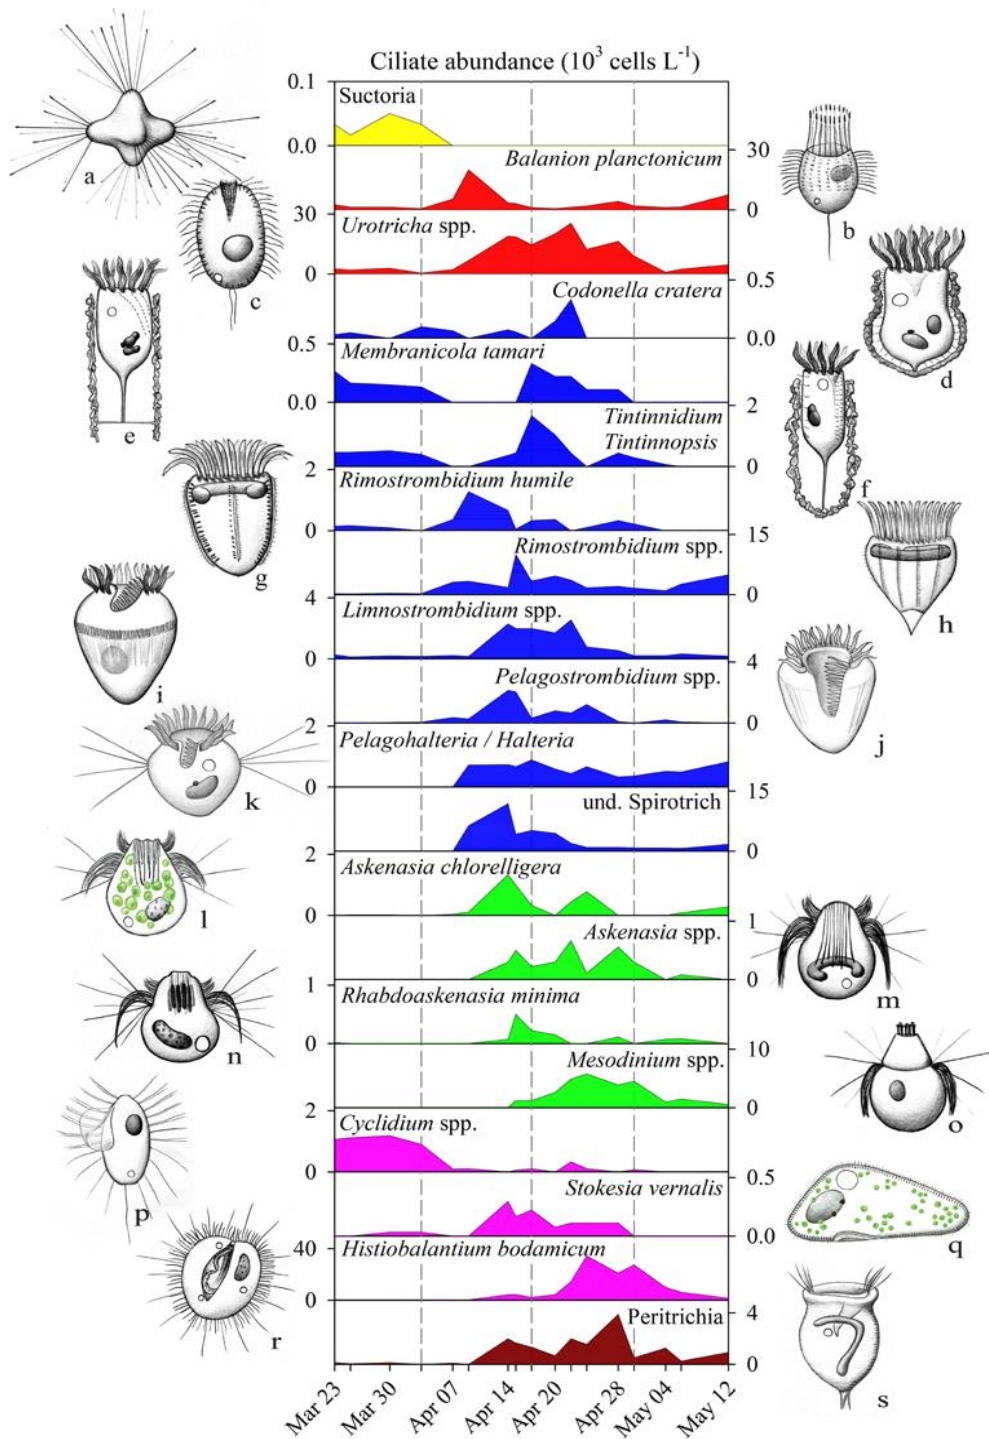 Ciliate abundance (10³ cells L⁻¹)
0.1
Suctoria
0.0
a
Balanion planctonicum
30
0
b
30
Urotricha spp.
0
c
Codonella cratera
0.5
0.0
d
0.5
Membranicola tamari
0.0
e
Tintinnidium
Tintinnopsis
2
0
f
2
Rimostrombidium humile
0
g
Rimostrombidium spp.
15
0
h
4
Limnostrombidium spp.
0
i
Pelagostrombidium spp.
4
0
j
2
Pelagohalteria / Halteria
0
k
und. Spirotrich
15
0
2
Askenasia chlorelligera
0
l
Askenasia spp.
1
0
m
1
Rhabdoaskenasia minima
0
n
Mesodinium spp.
10
0
o
2
Cyclidium spp.
0
p
Stokesia vernalis
0.5
0.0
q
40
Histiobalantium bodamicum
0
r
Peritrichia
4
0
s
Mar 23
Mar 30
Apr 07
Apr 14
Apr 20
Apr 28
May 04
May 12